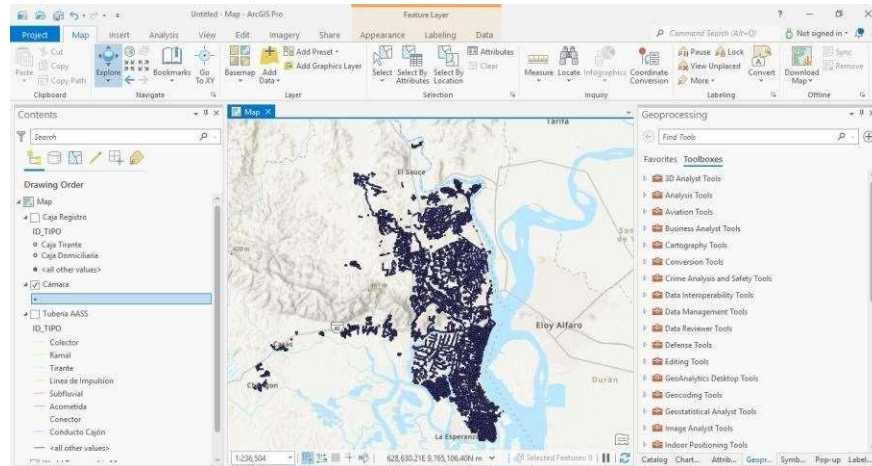 Untitled - Map - ArcGIS Pro
Feature Layer
? - ×
Project Map Insert Analysis View Edit Imagery Share Appearance Labeling Data
Command Search (Alt+Q)
Not signed in
Paste
Cut
Copy
Copy Path
Explore
Bookmarks
Go To XY
Basemap
Add Data
Add Preset
Add Graphics Layer
Select
Select By Attributes
Select By Location
Attributes
Clear
Measure
Locate
Infographics
Coordinate Conversion
Pause
Lock
View Unplaced
More
Convert
Download Map
Sync
Remove
Clipboard
Navigate
Layer
Selection
Inquiry
Labeling
Offline
Contents
Search
Drawing Order
Map
Caja Registro
ID_TIPO
Caja Tirante
Caja Domiciliaria
<all other values>
Camara
Tuberia AASS
ID_TIPO
Colector
Ramal
Tirante
Linea de Impulsion
Subfluvial
Acometida
Conector
Conducto Cajón
<all other values>
Map ×
Tarifa
El Sauce
San
Eloy Alfaro
Durán
Chongon
La Esperanza
1:236,504
628,630.21E 9,765,106.40N m
Selected Features: 0
Geoprocessing
Find Tools
Favorites Toolboxes
3D Analyst Tools
Analysis Tools
Aviation Tools
Business Analyst Tools
Cartography Tools
Conversion Tools
Crime Analysis and Safety Tools
Data Interoperability Tools
Data Management Tools
Data Reviewer Tools
Defense Tools
Editing Tools
GeoAnalytics Desktop Tools
Geocoding Tools
Geostatistical Analyst Tools
Image Analyst Tools
Indoor Positioning Tools
Catalog Chart... Attrib... Geopr... Symb... Pop-up Label...